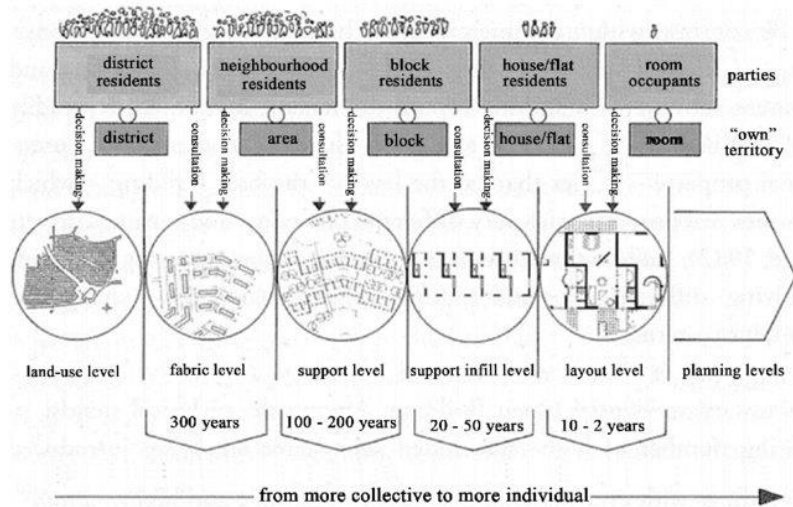 district
residents
neighbourhood
residents
block
residents
house/flat
residents
room
occupants
parties
district
area
block
house/flat
room
"own"
territory
decision making
consultation
decision making
consultation
decision making
consultation
decision making
consultation
decision making
land-use level
fabric level
support level
support infill level
layout level
planning levels
300 years
100 - 200 years
20 - 50 years
10 - 2 years
from more collective to more individual